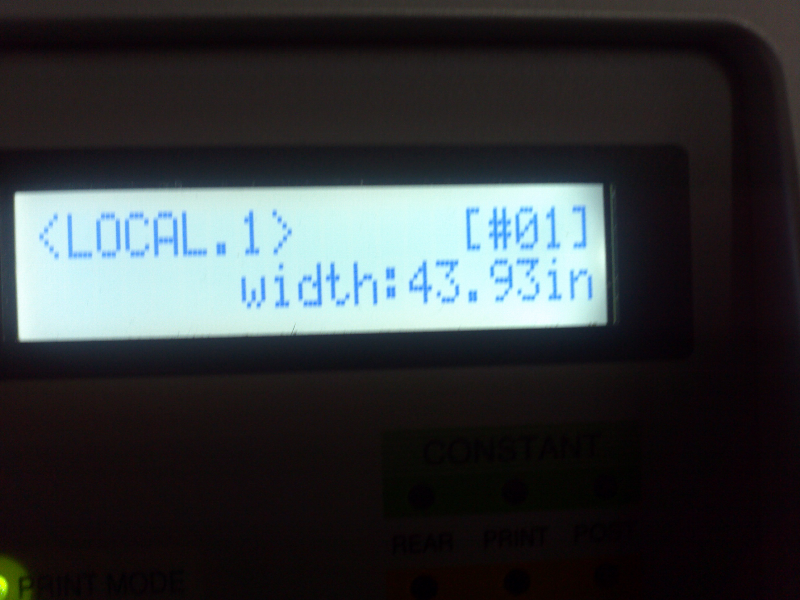 <LOCAL.1> [#01]
width:43.93in
CONSTANT
REAR PRINT POST
PRINT MODE